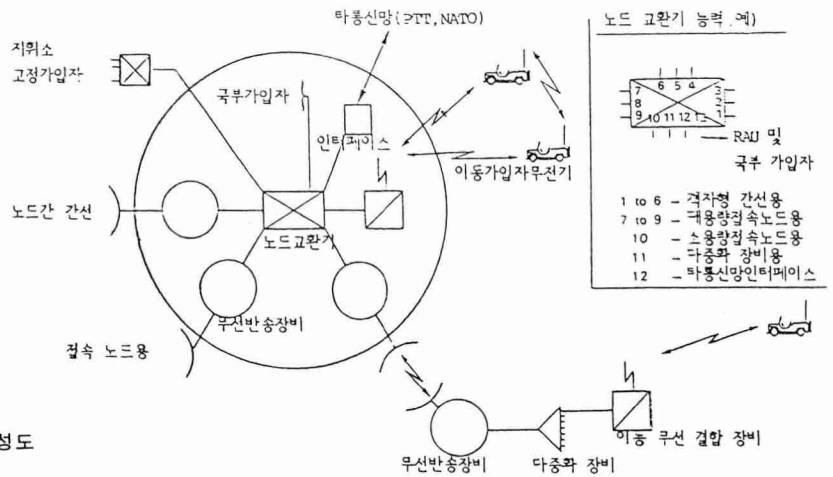 타통신망(PTT,NATO)
지휘소
고정가입자
국부가입자
인터페이스
이동가입자무전기
노드간 간선
노드교환기
무선반송장비
접속 노드용
무선반송장비
다중화 장비
이동 무선 결합 장비
성도
노드 교환기 능력.예)
6 5 4
7 3
8 2
9 10 11 12 13 1
RAU 및
국부 가입자
1 to 6 - 격자형 간선용
7 to 9 - 대용량접속노드용
10 - 소용량접속노드용
11 - 다중화 장비용
12 - 타통신망인터페이스